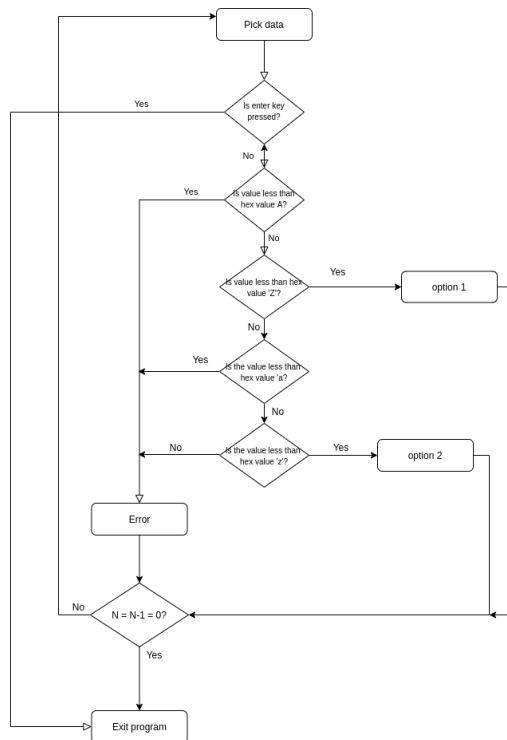 Pick data
Yes
Is enter key
pressed?
No
Yes
Is value less than
hex value A?
No
Is value less than hex
value 'Z'?
Yes
option 1
No
Yes
Is the value less than
hex value 'a?
No
No
Is the value less than
hex value 'z'?
Yes
option 2
Error
No
N = N-1 = 0?
Yes
Exit program